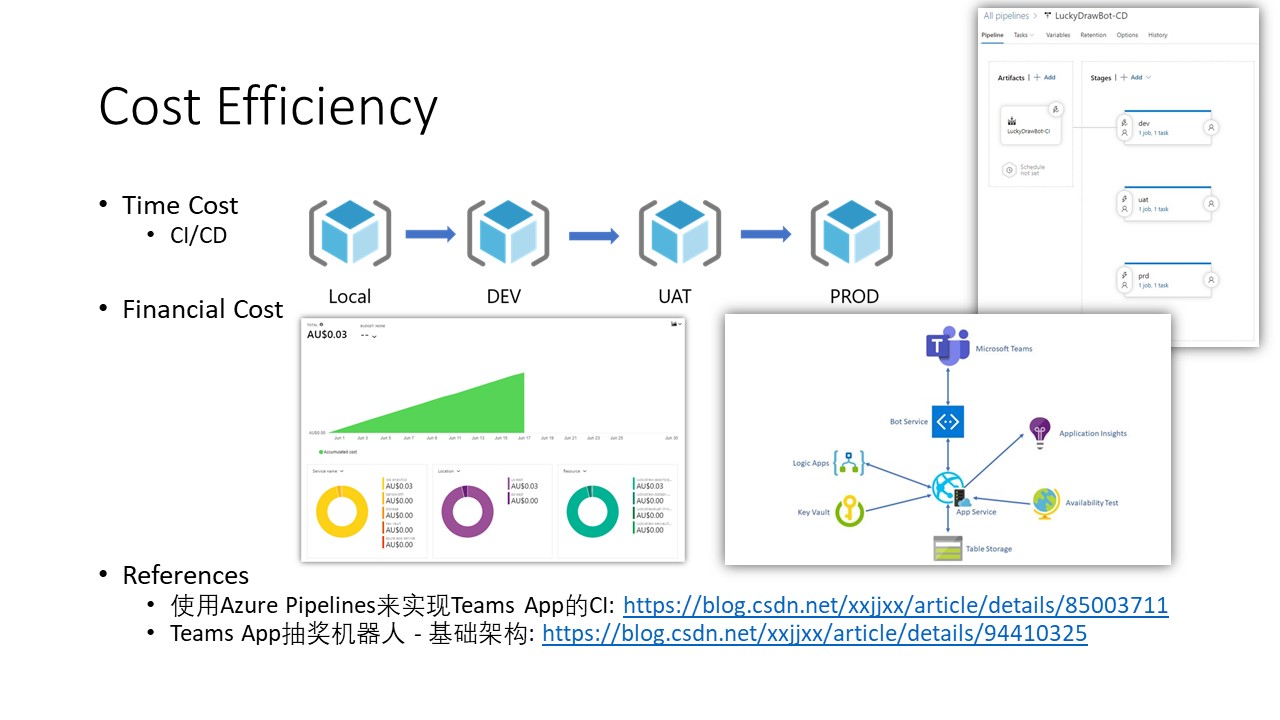 Cost Efficiency
• Time Cost
• CI/CD
Local
DEV
UAT
PROD
• Financial Cost
All pipelines > LuckyDrawBot-CD
Pipeline Tasks Variables Retention Options History
Artifacts | + Add
Stages | + Add
LuckyDrawBot-CI
Schedule
not set
dev
1 job, 1 task
uat
1 job, 1 task
prd
1 job, 1 task
TOTAL
AU$0.03 --
AU$0.00
Jun 1 Jun 3 Jun 5 Jun 7 Jun 9 Jun 11 Jun 13 Jun 15 Jun 17 Jun 19 Jun 21 Jun 23 Jun 25 Jun 30
Accumulated cost
Service name
AU$0.03
AU$0.00
AU$0.00
AU$0.00
AU$0.00
Location
AU$0.03
AU$0.00
Resource
AU$0.03
AU$0.00
AU$0.00
AU$0.00
Microsoft Teams
Bot Service
Application Insights
Logic Apps
Key Vault
App Service
Availability Test
Table Storage
• References
• 使用Azure Pipelines来实现Teams App的CI: https://blog.csdn.net/xxjjxx/article/details/85003711
• Teams App抽奖机器人 - 基础架构: https://blog.csdn.net/xxjjxx/article/details/94410325